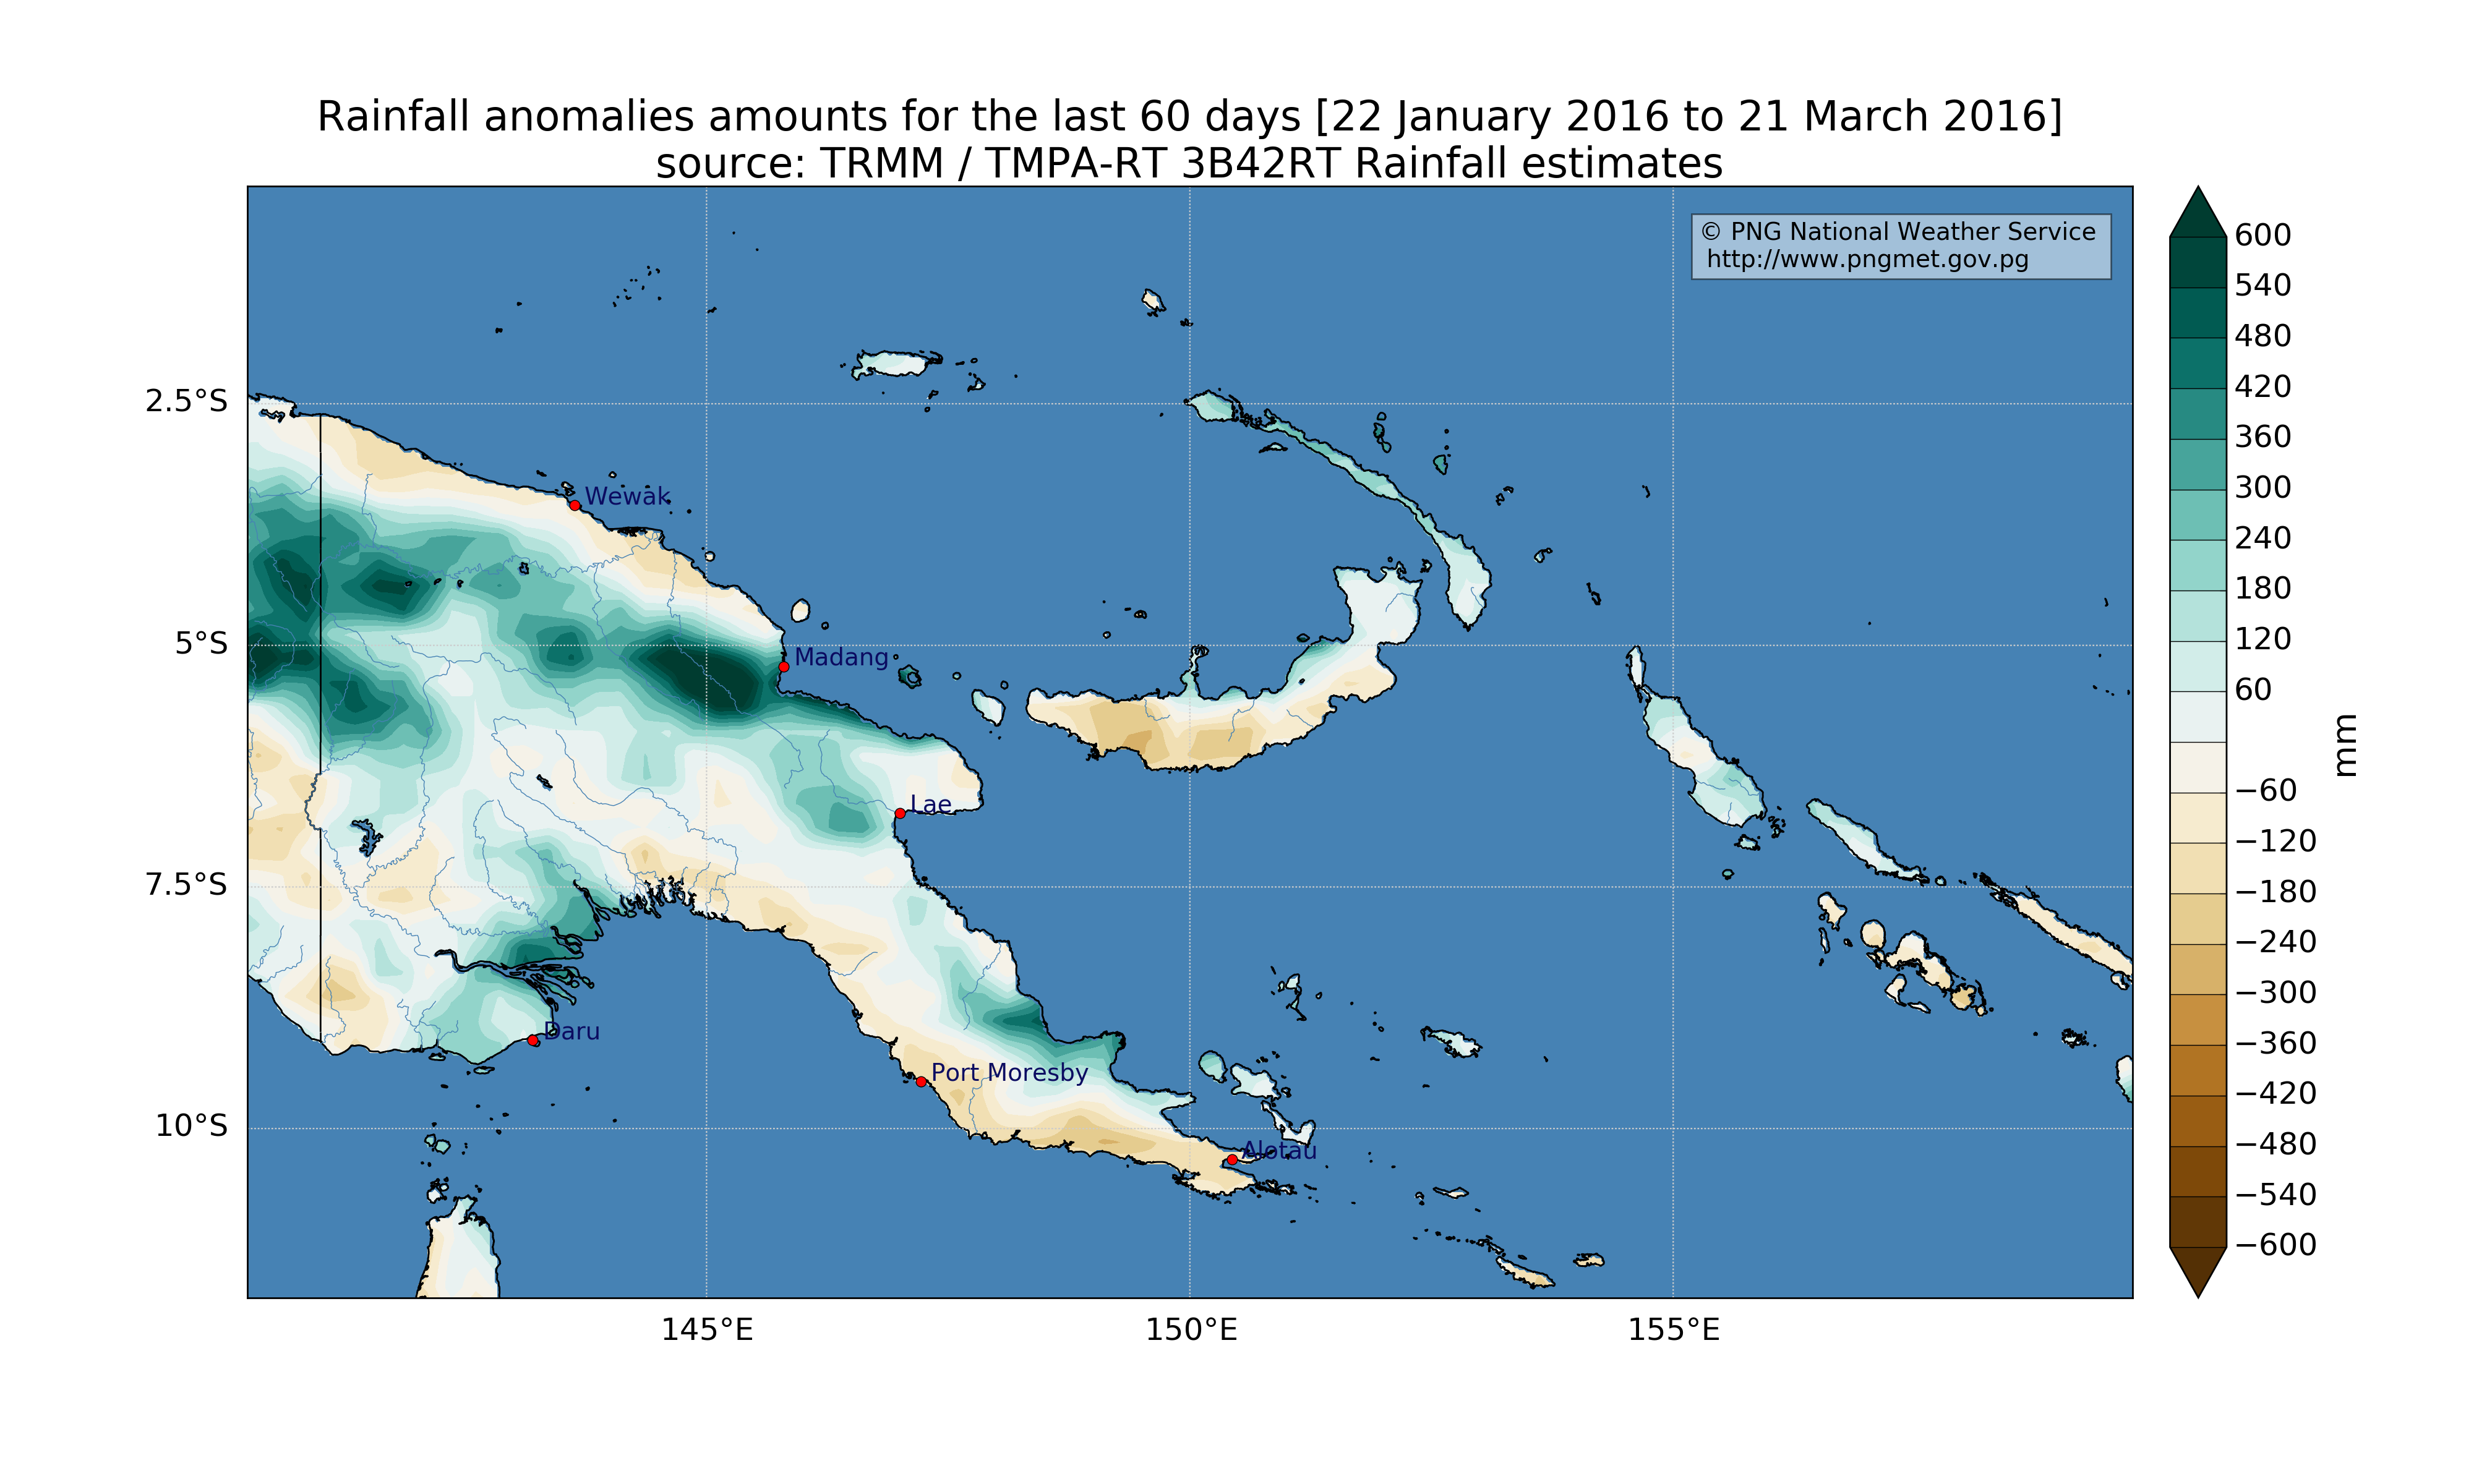 Rainfall anomalies amounts for the last 60 days [22 January 2016 to 21 March 2016]
source: TRMM / TMPA-RT 3B42RT Rainfall estimates
© PNG National Weather Service
http://www.pngmet.gov.pg
2.5°S
5°S
7.5°S
10°S
145°E
150°E
155°E
Wewak
Madang
Lae
Daru
Port Moresby
Alotau
600
540
480
420
360
300
240
180
120
60
−60
−120
−180
−240
−300
−360
−420
−480
−540
−600
mm